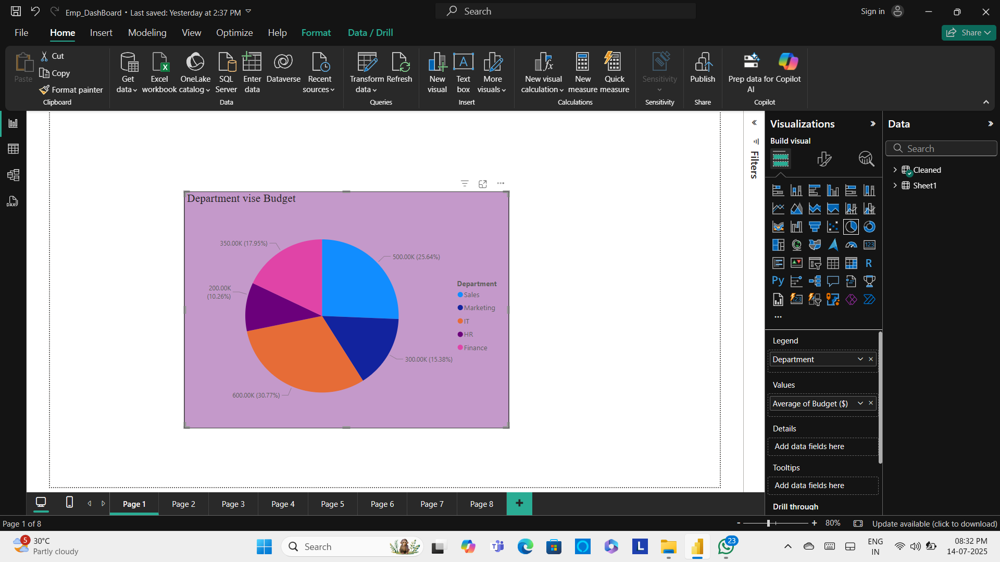 Emp_DashBoard • Last saved: Yesterday at 2:37 PM
Search
Sign in
File Home Insert Modeling View Optimize Help Format Data / Drill
Share
Paste
Cut
Copy
Format painter
Clipboard
Get data
Excel workbook
OneLake catalog
SQL Server
Enter data
Dataverse
Recent sources
Data
Transform data
Refresh
Queries
New visual
Text box
More visuals
Insert
New visual calculation
New measure
Quick measure
Calculations
Sensitivity
Sensitivity
Publish
Share
Prep data for AI
Copilot
Copilot
DAX
Department vise Budget
350.00K (17.95%)
500.00K (25.64%)
200.00K
(10.26%)
300.00K (15.38%)
600.00K (30.77%)
Department
Sales
Marketing
IT
HR
Finance
Filters
Visualizations
Build visual
123
R
Py
123
Legend
Department
Values
Average of Budget ($)
Details
Add data fields here
Tooltips
Add data fields here
Drill through
Data
Search
Cleaned
Sheet1
Page 1 Page 2 Page 3 Page 4 Page 5 Page 6 Page 7 Page 8
Page 1 of 8
80%
Update available (click to download)
5
30°C
Partly cloudy
Search
L
23
ENG
IN
08:32 PM
14-07-2025